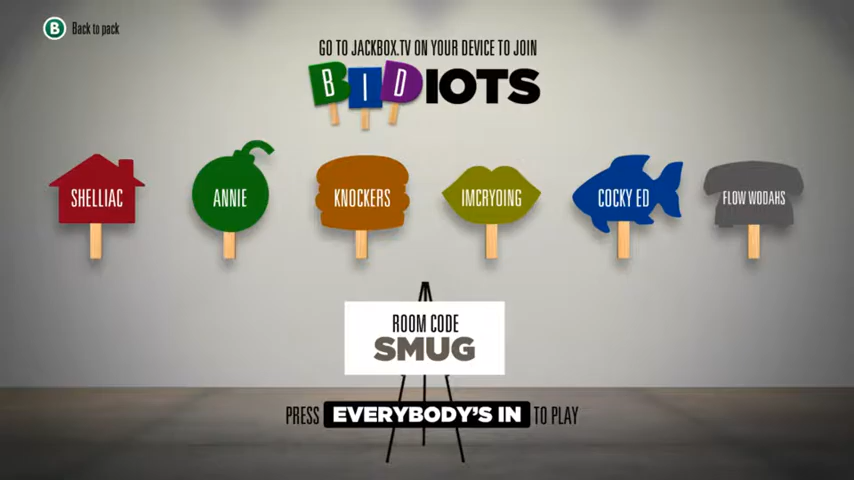 B Back to pack
GO TO JACKBOX.TV ON YOUR DEVICE TO JOIN
BIDIOTS
SHELLIAC
ANNIE
KNOCKERS
IMCRYOING
COCKY ED
FLOW WODAHS
ROOM CODE
SMUG
PRESS EVERYBODY'S IN TO PLAY